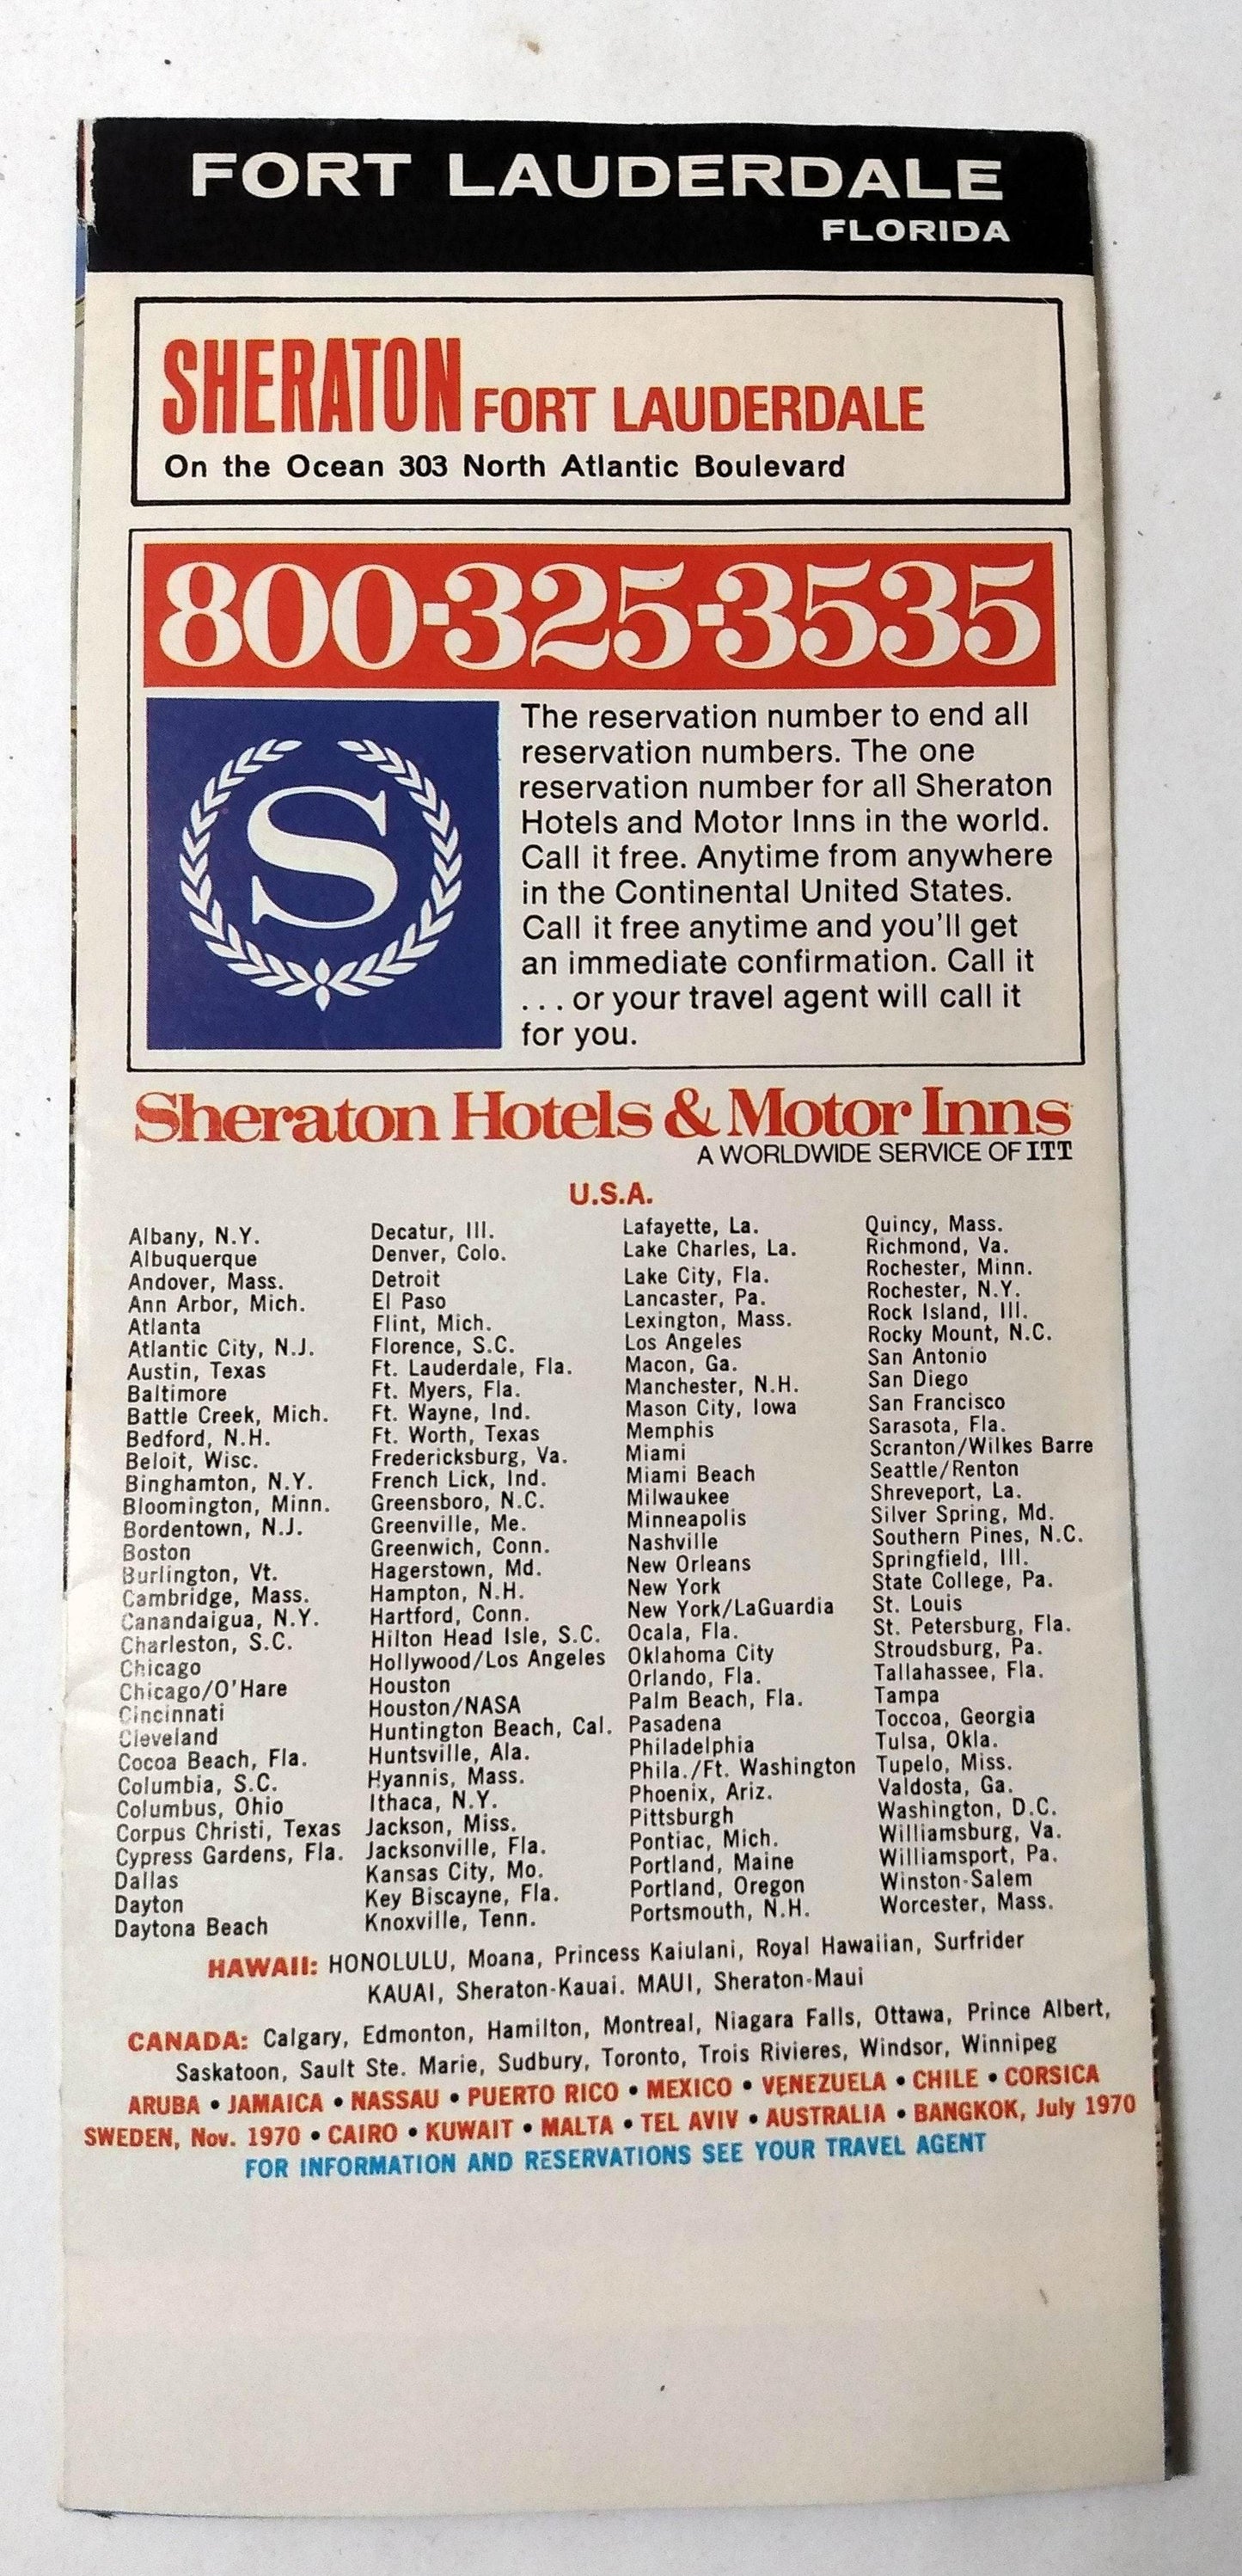 FORT LAUDERDALE
FLORIDA
SHERATON FORT LAUDERDALE
On the Ocean 303 North Atlantic Boulevard
800-325-3535
S
The reservation number to end all
reservation numbers. The one
reservation number for all Sheraton
Hotels and Motor Inns in the world.
Call it free. Anytime from anywhere
in the Continental United States.
Call it free anytime and you'll get
an immediate confirmation. Call it
... or your travel agent will call it
for you.
Sheraton Hotels & Motor Inns
A WORLDWIDE SERVICE OF ITT
U.S.A.
Albany, N.Y.
Albuquerque
Andover, Mass.
Ann Arbor, Mich.
Atlanta
Atlantic City, N.J.
Austin, Texas
Baltimore
Battle Creek, Mich.
Bedford, N.H.
Beloit, Wisc.
Binghamton, N.Y.
Bloomington, Minn.
Bordentown, N.J.
Boston
Burlington, Vt.
Cambridge, Mass.
Canandaigua, N.Y.
Charleston, S.C.
Chicago
Chicago/O'Hare
Cincinnati
Cleveland
Cocoa Beach, Fla.
Columbia, S.C.
Columbus, Ohio
Corpus Christi, Texas
Cypress Gardens, Fla.
Dallas
Dayton
Daytona Beach
Decatur, Ill.
Denver, Colo.
Detroit
El Paso
Flint, Mich.
Florence, S.C.
Ft. Lauderdale, Fla.
Ft. Myers, Fla.
Ft. Wayne, Ind.
Ft. Worth, Texas
Fredericksburg, Va.
French Lick, Ind.
Greensboro, N.C.
Greenville, Me.
Greenwich, Conn.
Hagerstown, Md.
Hampton, N.H.
Hartford, Conn.
Hilton Head Isle, S.C.
Hollywood/Los Angeles
Houston
Houston/NASA
Huntington Beach, Cal.
Huntsville, Ala.
Hyannis, Mass.
Ithaca, N.Y.
Jackson, Miss.
Jacksonville, Fla.
Kansas City, Mo.
Key Biscayne, Fla.
Knoxville, Tenn.
Lafayette, La.
Lake Charles, La.
Lake City, Fla.
Lancaster, Pa.
Lexington, Mass.
Los Angeles
Macon, Ga.
Manchester, N.H.
Mason City, Iowa
Memphis
Miami
Miami Beach
Milwaukee
Minneapolis
Nashville
New Orleans
New York
New York/LaGuardia
Ocala, Fla.
Oklahoma City
Orlando, Fla.
Palm Beach, Fla.
Pasadena
Philadelphia
Phila./Ft. Washington
Phoenix, Ariz.
Pittsburgh
Pontiac, Mich.
Portland, Maine
Portland, Oregon
Portsmouth, N.H.
Quincy, Mass.
Richmond, Va.
Rochester, Minn.
Rochester, N.Y.
Rock Island, Ill.
Rocky Mount, N.C.
San Antonio
San Diego
San Francisco
Sarasota, Fla.
Scranton/Wilkes Barre
Seattle/Renton
Shreveport, La.
Silver Spring, Md.
Southern Pines, N.C.
Springfield, Ill.
State College, Pa.
St. Louis
St. Petersburg, Fla.
Stroudsburg, Pa.
Tallahassee, Fla.
Tampa
Toccoa, Georgia
Tulsa, Okla.
Tupelo, Miss.
Valdosta, Ga.
Washington, D.C.
Williamsburg, Va.
Williamsport, Pa.
Winston-Salem
Worcester, Mass.
HAWAII: HONOLULU, Moana, Princess Kaiulani, Royal Hawaiian, Surfrider
KAUAI, Sheraton-Kauai. MAUI, Sheraton-Maui
CANADA: Calgary, Edmonton, Hamilton, Montreal, Niagara Falls, Ottawa, Prince Albert,
Saskatoon, Sault Ste. Marie, Sudbury, Toronto, Trois Rivieres, Windsor, Winnipeg
ARUBA • JAMAICA • NASSAU • PUERTO RICO • MEXICO • VENEZUELA • CHILE • CORSICA
SWEDEN, Nov. 1970 • CAIRO • KUWAIT • MALTA • TEL AVIV • AUSTRALIA • BANGKOK, July 1970
FOR INFORMATION AND RESERVATIONS SEE YOUR TRAVEL AGENT